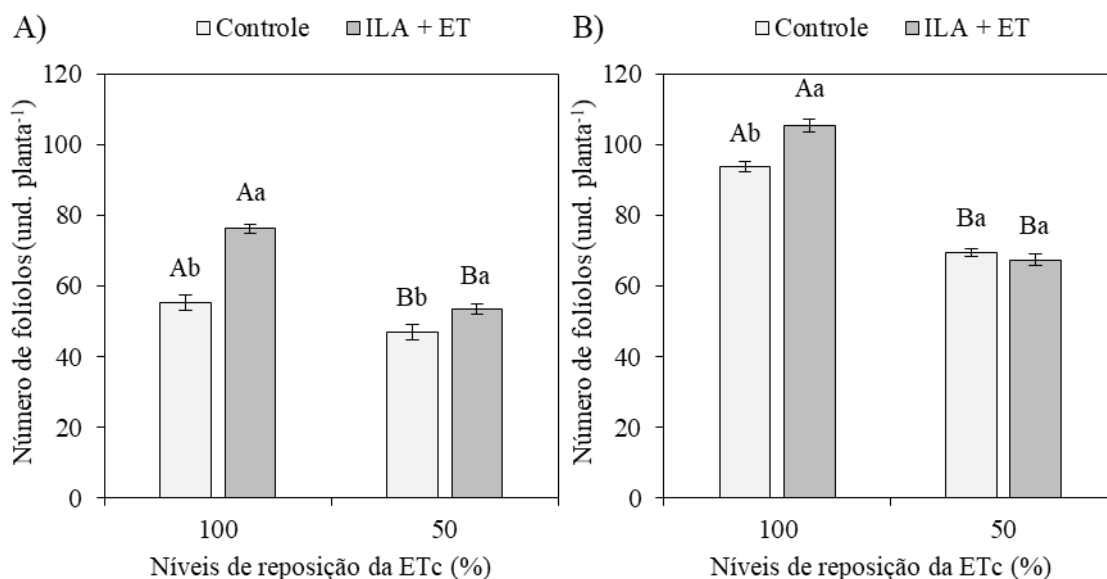 A)
Controle
ILA + ET
Número de folíolos (und. planta-1)
120
100
80
60
40
20
0
Ab
Aa
Bb
Ba
100
50
Níveis de reposição da ETc (%)
B)
Controle
ILA + ET
Número de folíolos (und. planta-1)
120
100
80
60
40
20
0
Ab
Aa
Ba
Ba
100
50
Níveis de reposição da ETc (%)